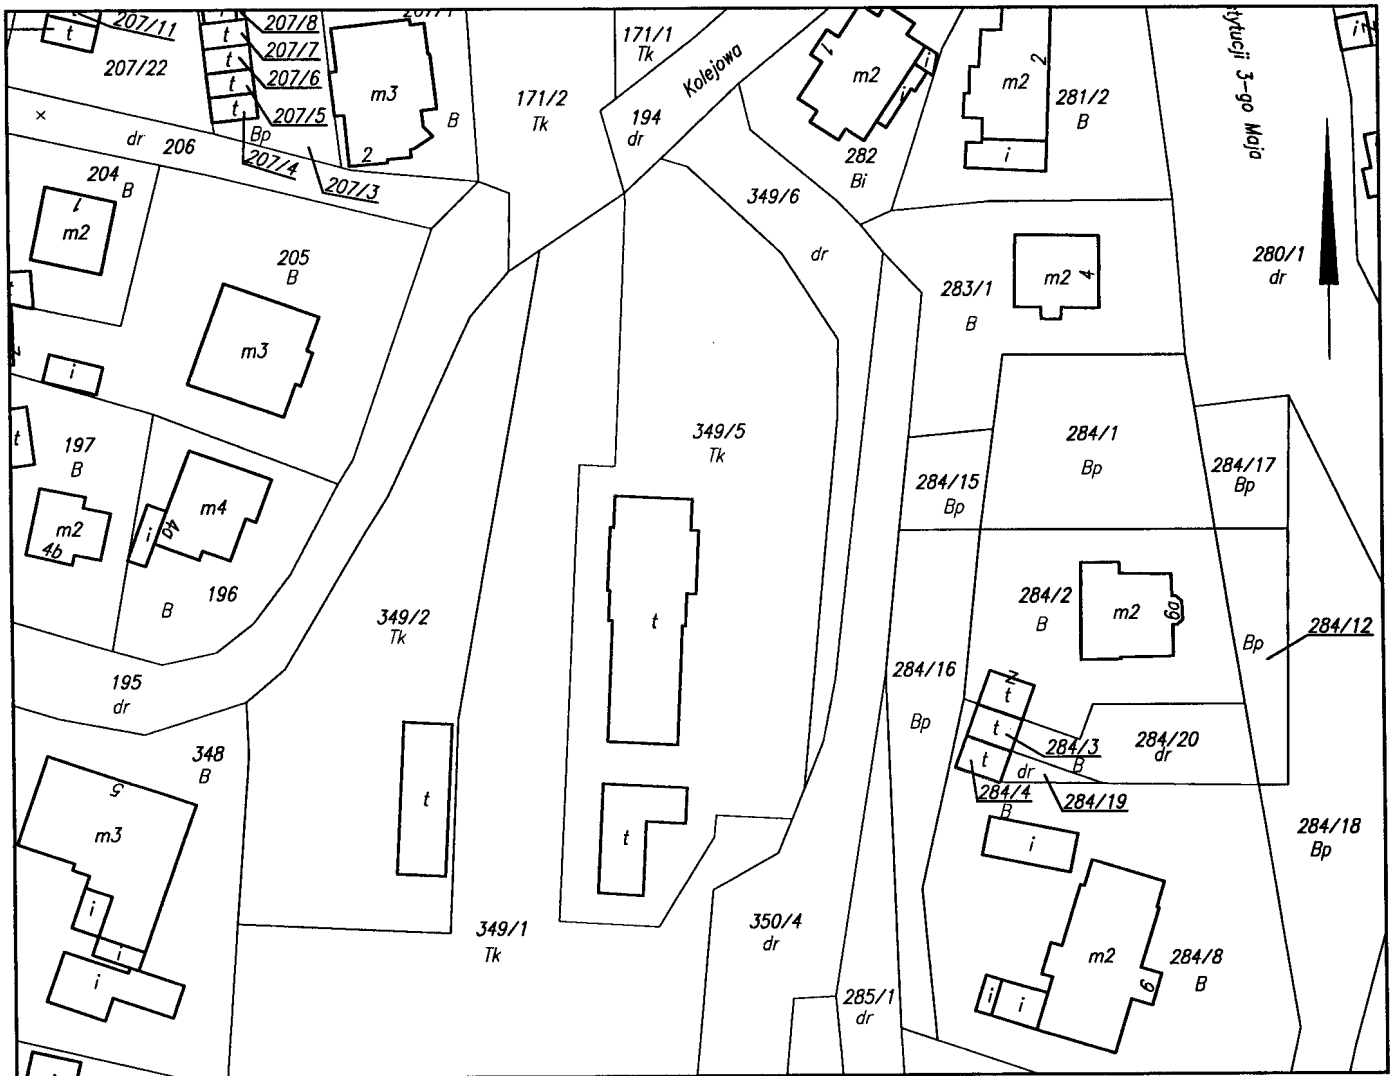 207/11
t
207/22
207/8
207/7
207/6
207/5
207/4
207/3
t
t
t
t
Bp
m3
2
B
171/2
Tk
171/1
Tk
Kolejowa
194
dr
1
m2
i
i
282
Bi
m2
2
i
281/2
B
stytucji 3-go Maja
i
280/1
dr
dr 206
204
B
1
m2
205
B
m3
i
349/6
dr
283/1
B
m2
4
197
B
t
m2
4b
m4
4a
i
B
196
195
dr
349/5
Tk
t
t
349/2
Tk
t
349/1
Tk
284/1
Bp
284/15
Bp
284/17
Bp
284/2
B
m2
6a
Bp
284/12
284/16
Bp
2
t
t
t
284/3
B
284/20
dr
dr
284/4
B
284/19
284/18
Bp
i
m2
6
i
i
284/8
B
348
B
5
m3
i
i
i
350/4
dr
285/1
dr